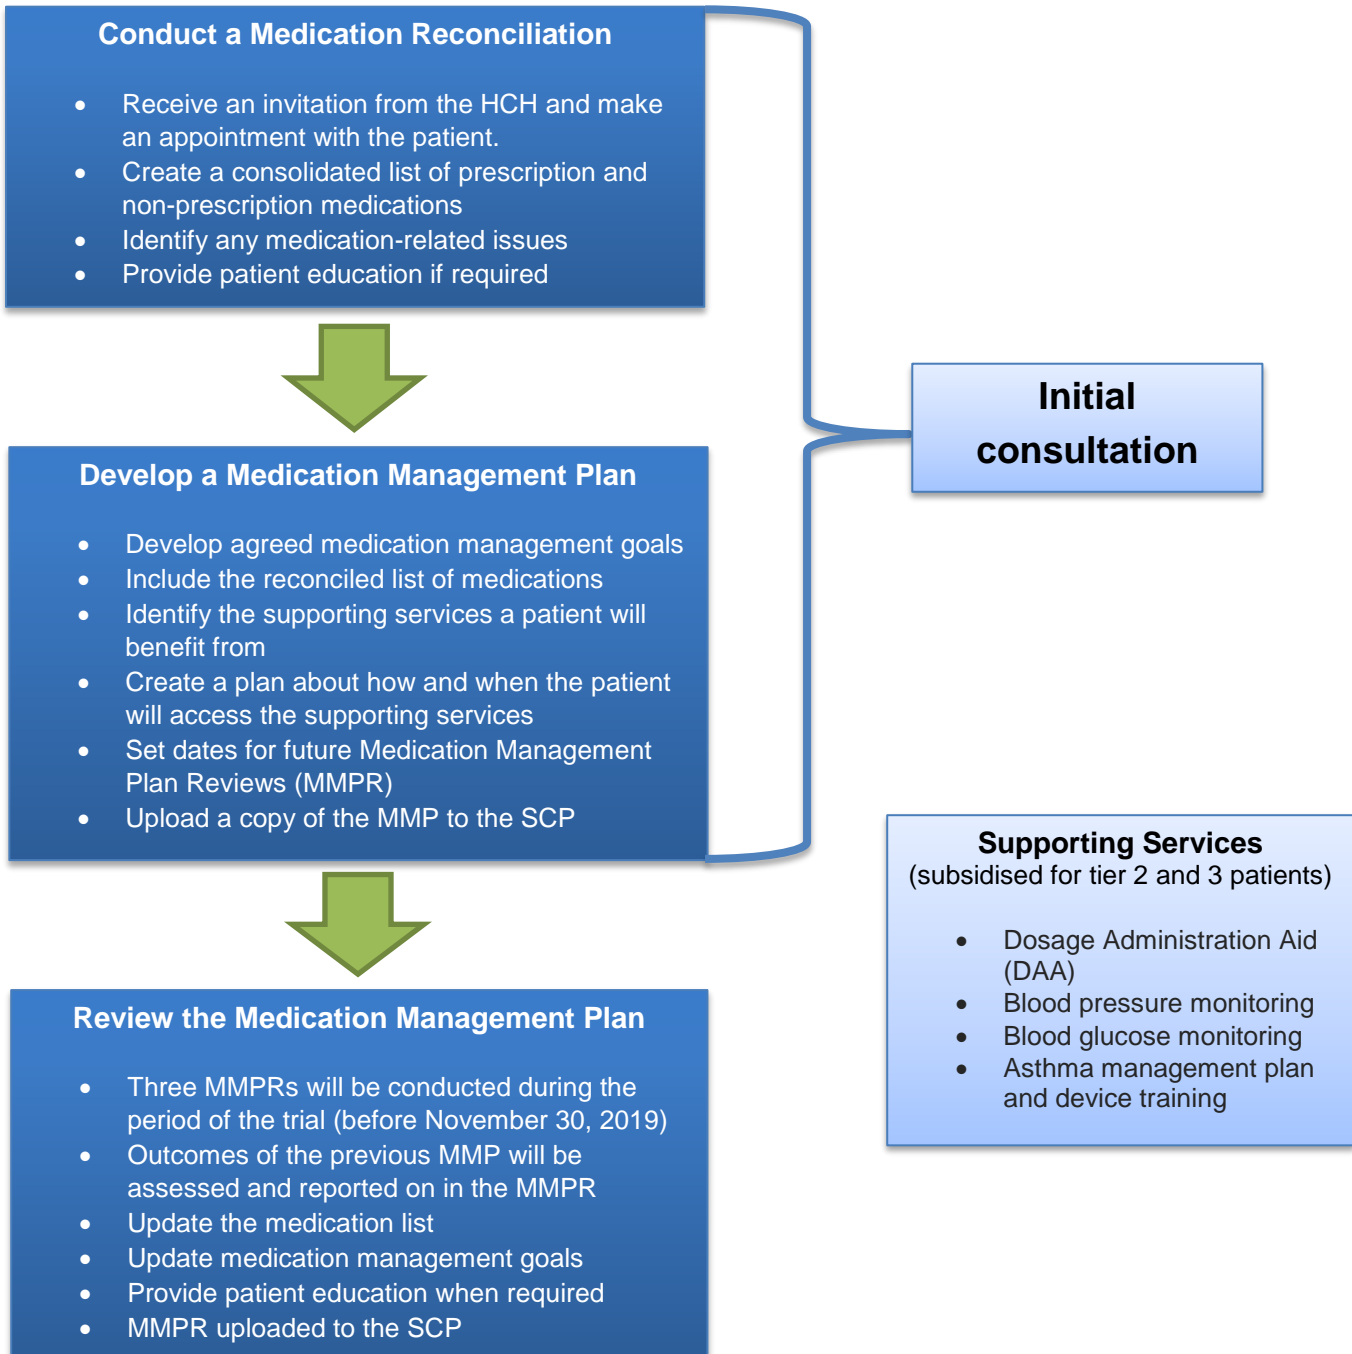 Conduct a Medication Reconciliation
• Receive an invitation from the HCH and make
an appointment with the patient.
• Create a consolidated list of prescription and
non-prescription medications
• Identify any medication-related issues
• Provide patient education if required
Initial
consultation
Develop a Medication Management Plan
• Develop agreed medication management goals
• Include the reconciled list of medications
• Identify the supporting services a patient will
benefit from
• Create a plan about how and when the patient
will access the supporting services
• Set dates for future Medication Management
Plan Reviews (MMPR)
• Upload a copy of the MMP to the SCP
Supporting Services
(subsidised for tier 2 and 3 patients)
• Dosage Administration Aid
(DAA)
• Blood pressure monitoring
• Blood glucose monitoring
• Asthma management plan
and device training
Review the Medication Management Plan
• Three MMPRs will be conducted during the
period of the trial (before November 30, 2019)
• Outcomes of the previous MMP will be
assessed and reported on in the MMPR
• Update the medication list
• Update medication management goals
• Provide patient education when required
• MMPR uploaded to the SCP